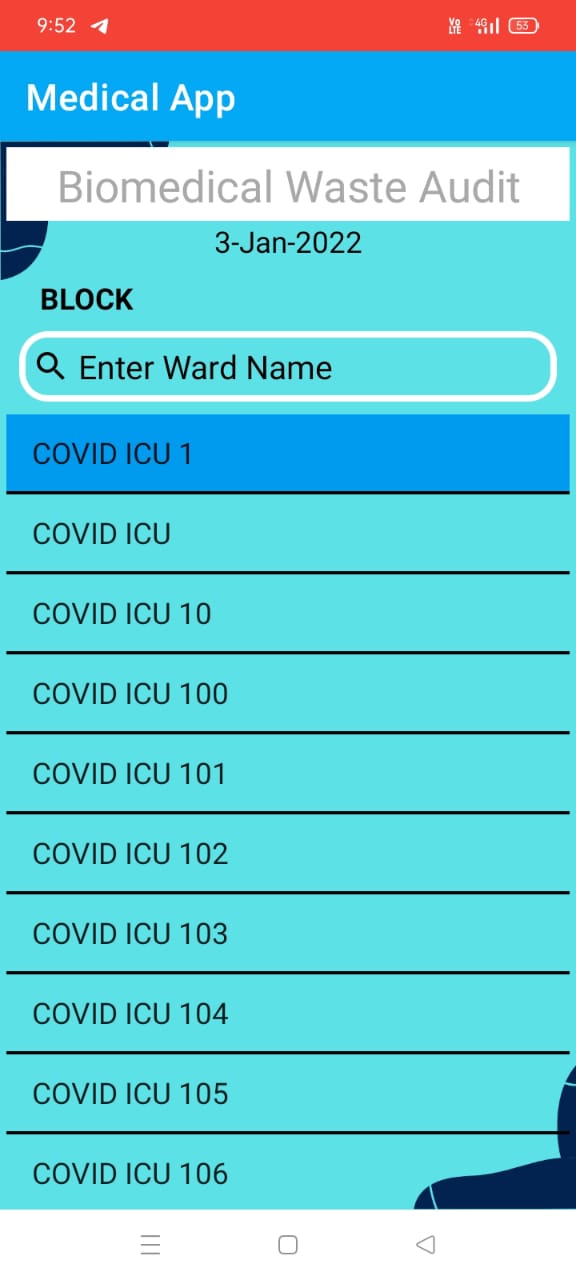 9:52 Vo LTE 4G 53
Medical App
Biomedical Waste Audit
3-Jan-2022
BLOCK
Enter Ward Name
COVID ICU 1
COVID ICU
COVID ICU 10
COVID ICU 100
COVID ICU 101
COVID ICU 102
COVID ICU 103
COVID ICU 104
COVID ICU 105
COVID ICU 106